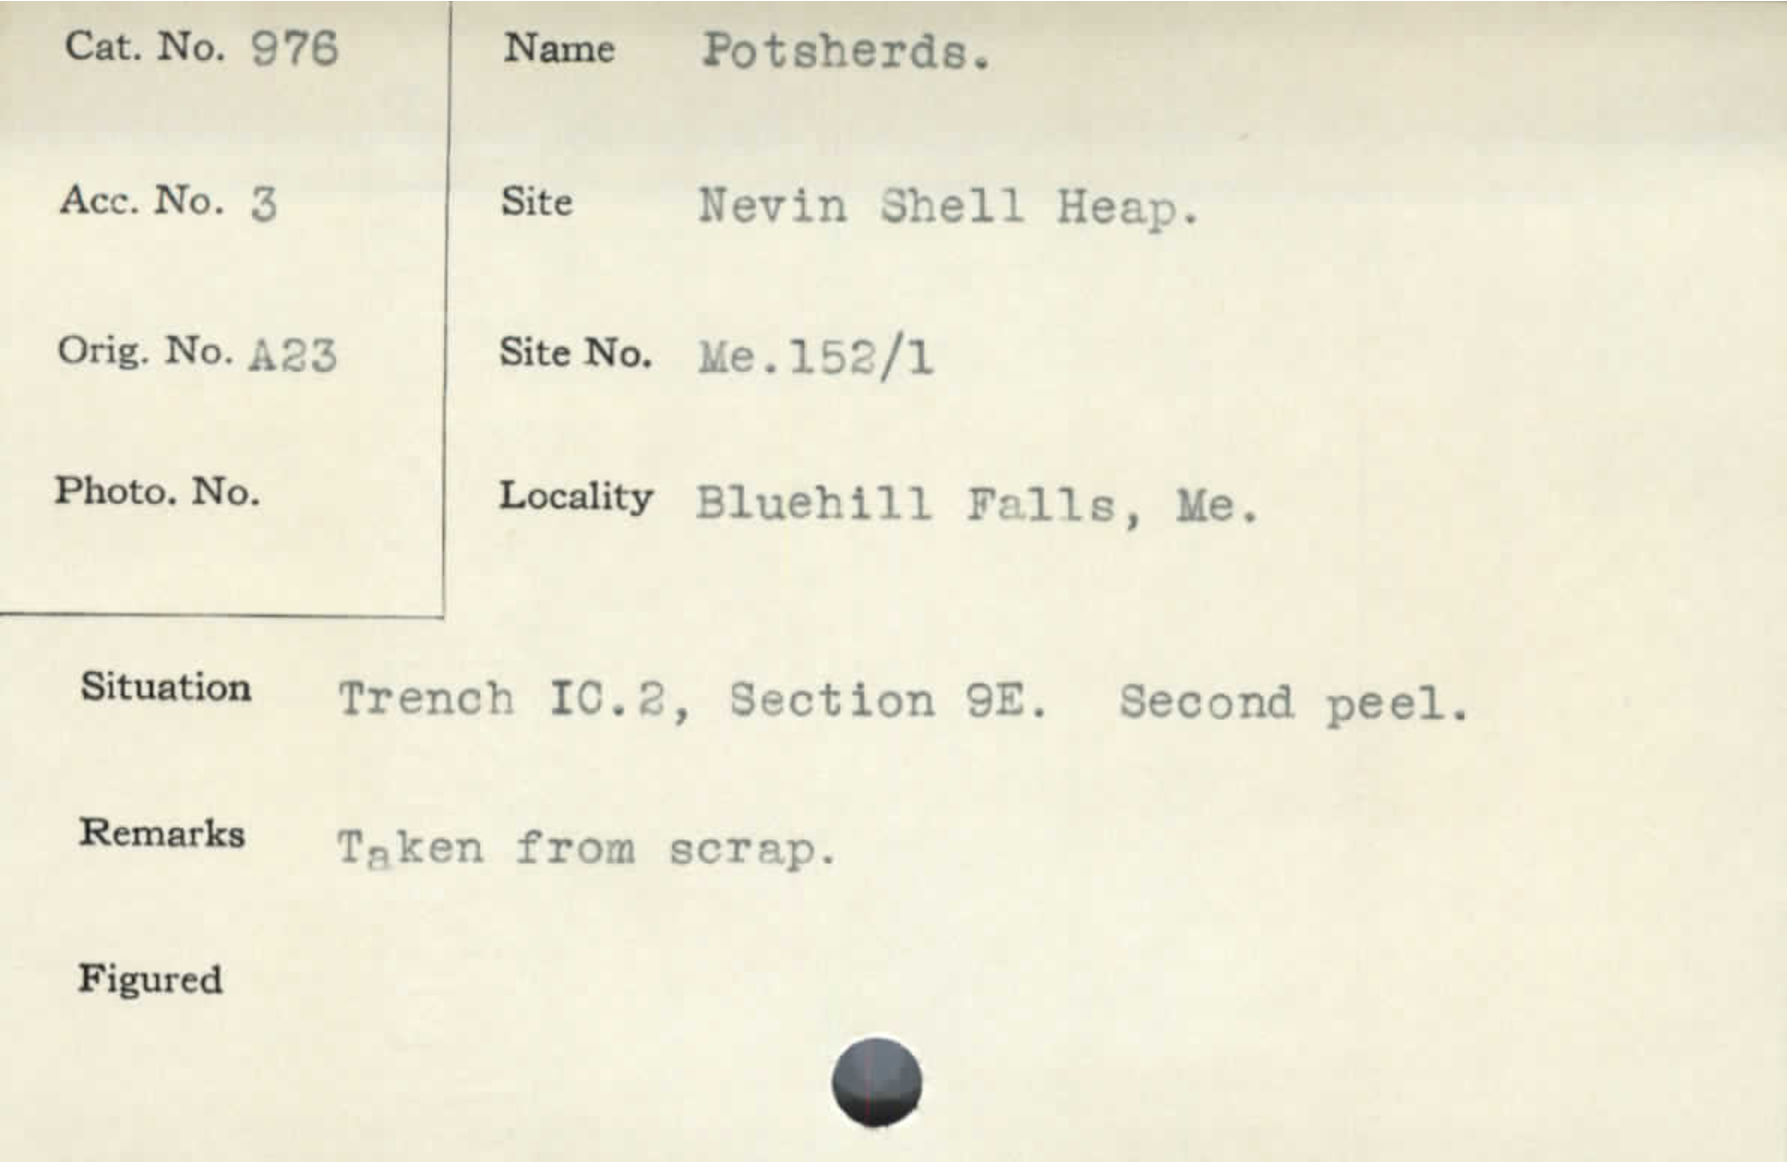 Cat. No. 976
Name Potsherds.
Acc. No. 3
Site Nevin Shell Heap.
Orig. No. A23
Site No. Me.152/1
Photo. No.
Locality Bluehill Falls, Me.
Situation Trench IC.2, Section 9E. Second peel.
Remarks Taken from scrap.
Figured